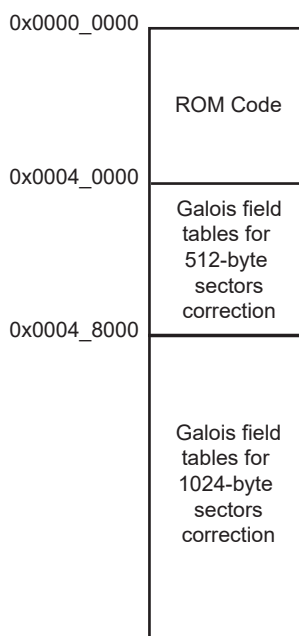 0x0000_0000
ROM Code
0x0004_0000
Galois field
tables for
512-byte
sectors
correction
0x0004_8000
Galois field
tables for
1024-byte
sectors
correction